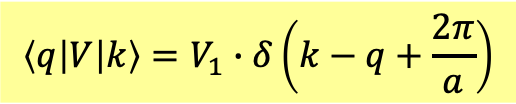 ⟨q|V|k⟩ = V₁ · δ(k − q + 2π/a)